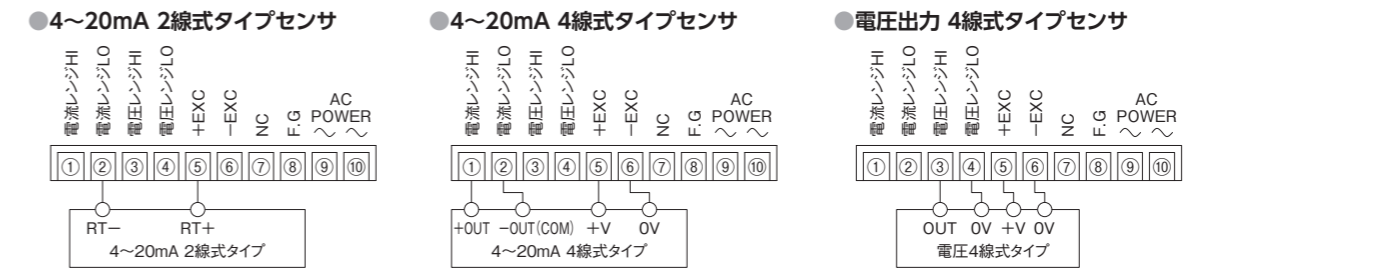 ●4〜20mA 2線式タイプセンサ
電流レンジHI
電流レンジLO
電圧レンジHI
電圧レンジLO
+EXC
−EXC
NC
F.G
AC
POWER
〜 〜
① ② ③ ④ ⑤ ⑥ ⑦ ⑧ ⑨ ⑩
RT− RT+
4〜20mA 2線式タイプ
●4〜20mA 4線式タイプセンサ
電流レンジHI
電流レンジLO
電圧レンジHI
電圧レンジLO
+EXC
−EXC
NC
F.G
AC
POWER
〜 〜
① ② ③ ④ ⑤ ⑥ ⑦ ⑧ ⑨ ⑩
+OUT −OUT(COM) +V 0V
4〜20mA 4線式タイプ
●電圧出力 4線式タイプセンサ
電流レンジHI
電流レンジLO
電圧レンジHI
電圧レンジLO
+EXC
−EXC
NC
F.G
AC
POWER
〜 〜
① ② ③ ④ ⑤ ⑥ ⑦ ⑧ ⑨ ⑩
OUT 0V +V 0V
電圧4線式タイプ